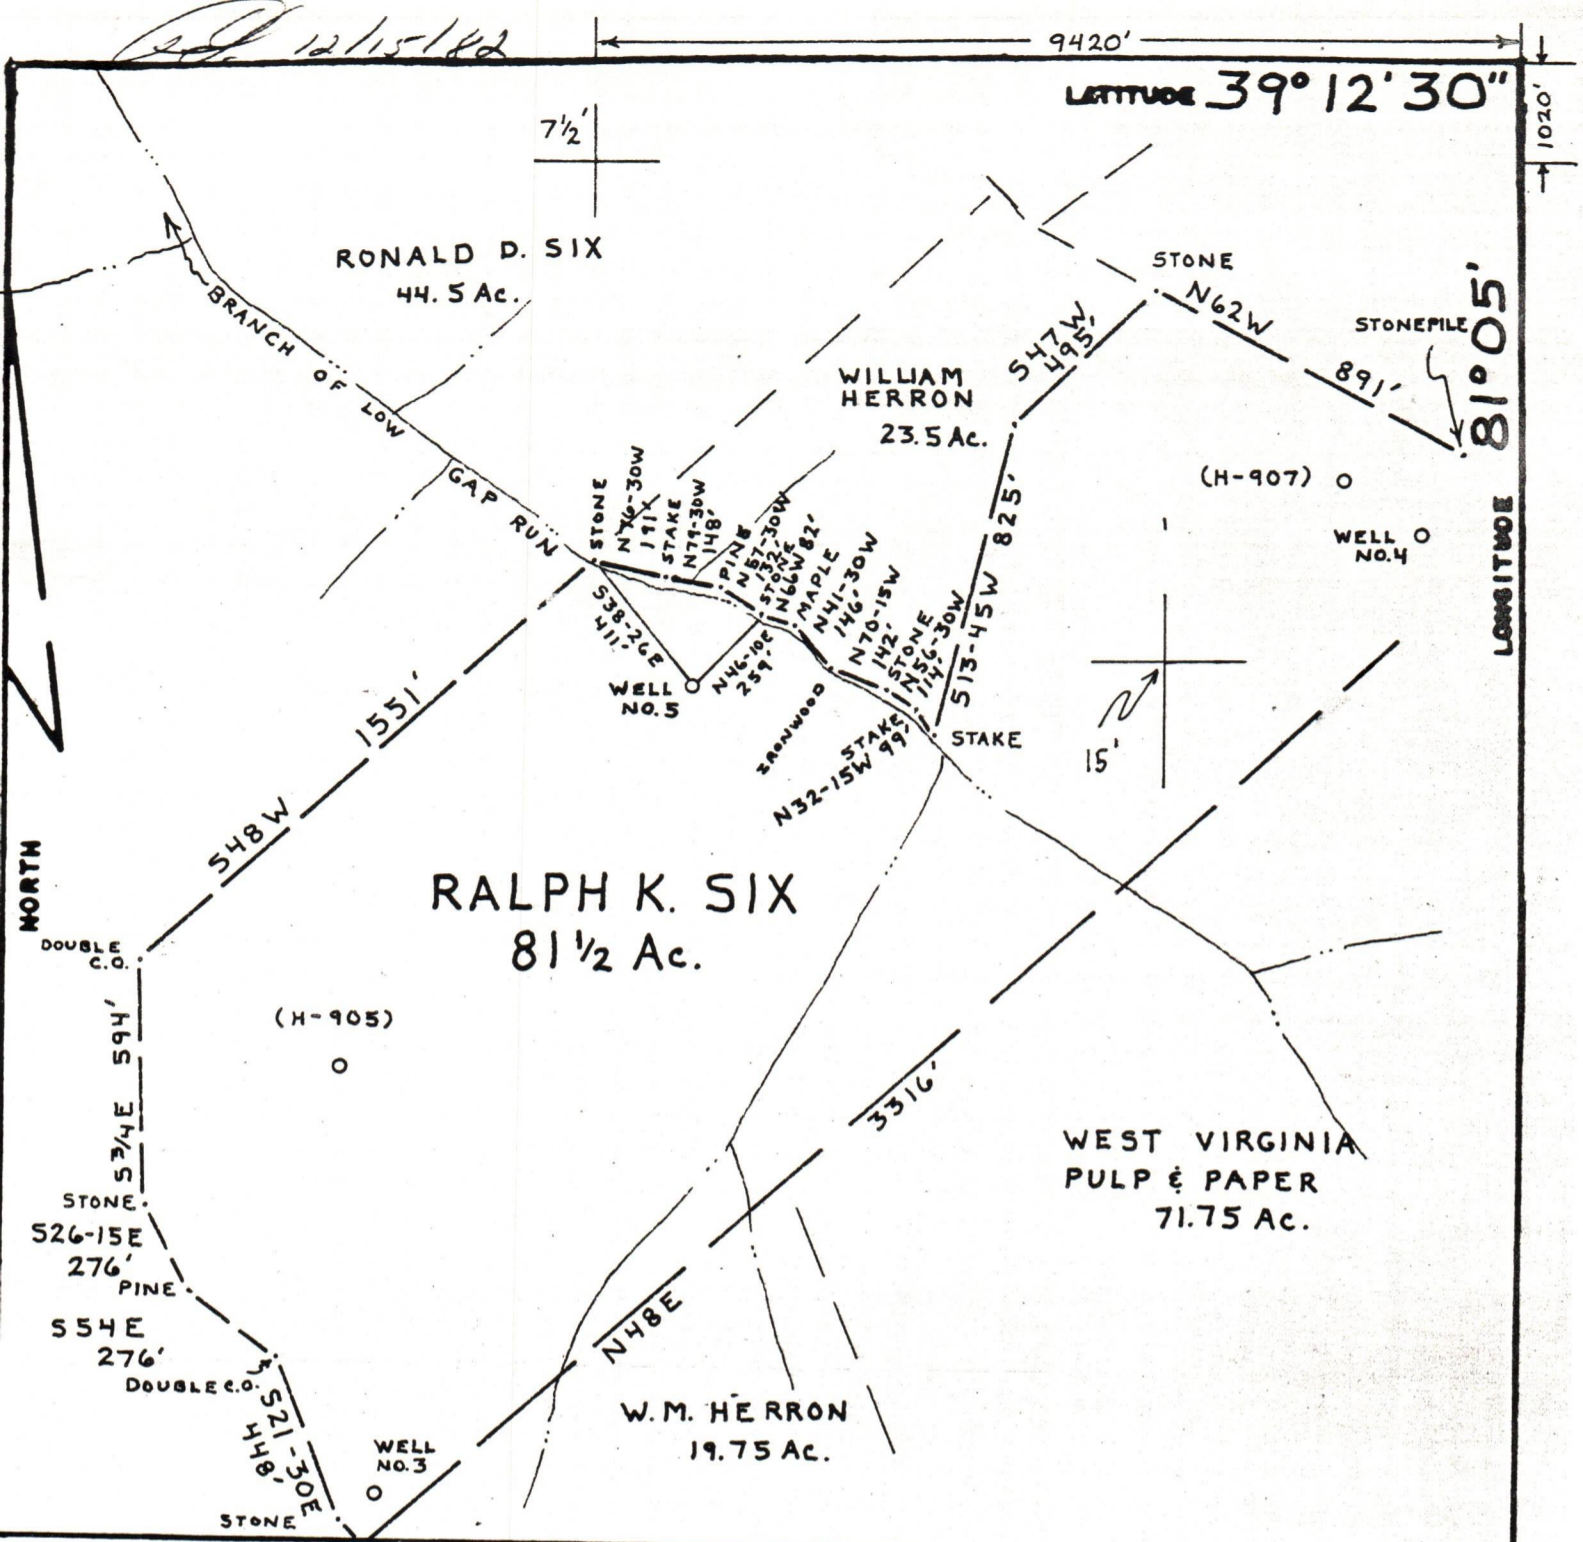 12/15/82
9420'
LATITUDE 39° 12' 30"
1020'
7½'
RONALD D. SIX
44.5 Ac.
STONE
N62W
891'
STONEPILE
81° 05'
LONGITUDE
BRANCH OF LOW GAP RUN
S47W
495'
WILLIAM
HERRON
23.5 Ac.
(H-907)
WELL
NO.4
STONE
N76-30W
191'
STAKE
N79-30W
148'
PINE
N57-30W
132'
STONE
N66W 82'
MAPLE
N41-30W
146'
N70-15W
142'
STONE
N56-30W
114'
S13-45W 825'
S38-26E
411'
N46-10E
259'
WELL
NO.5
IRONWOOD
STAKE
N32-15W 99'
STAKE
15'
S48W 1551'
NORTH
RALPH K. SIX
81 ½ Ac.
DOUBLE
C.O.
(H-905)
S¾E 594'
3316'
N48E
WEST VIRGINIA
PULP & PAPER
71.75 Ac.
STONE
S26-15E
276'
PINE
S54E
276'
DOUBLE C.O.
S21-30E
448'
W.M. HERRON
19.75 Ac.
WELL
NO.3
STONE